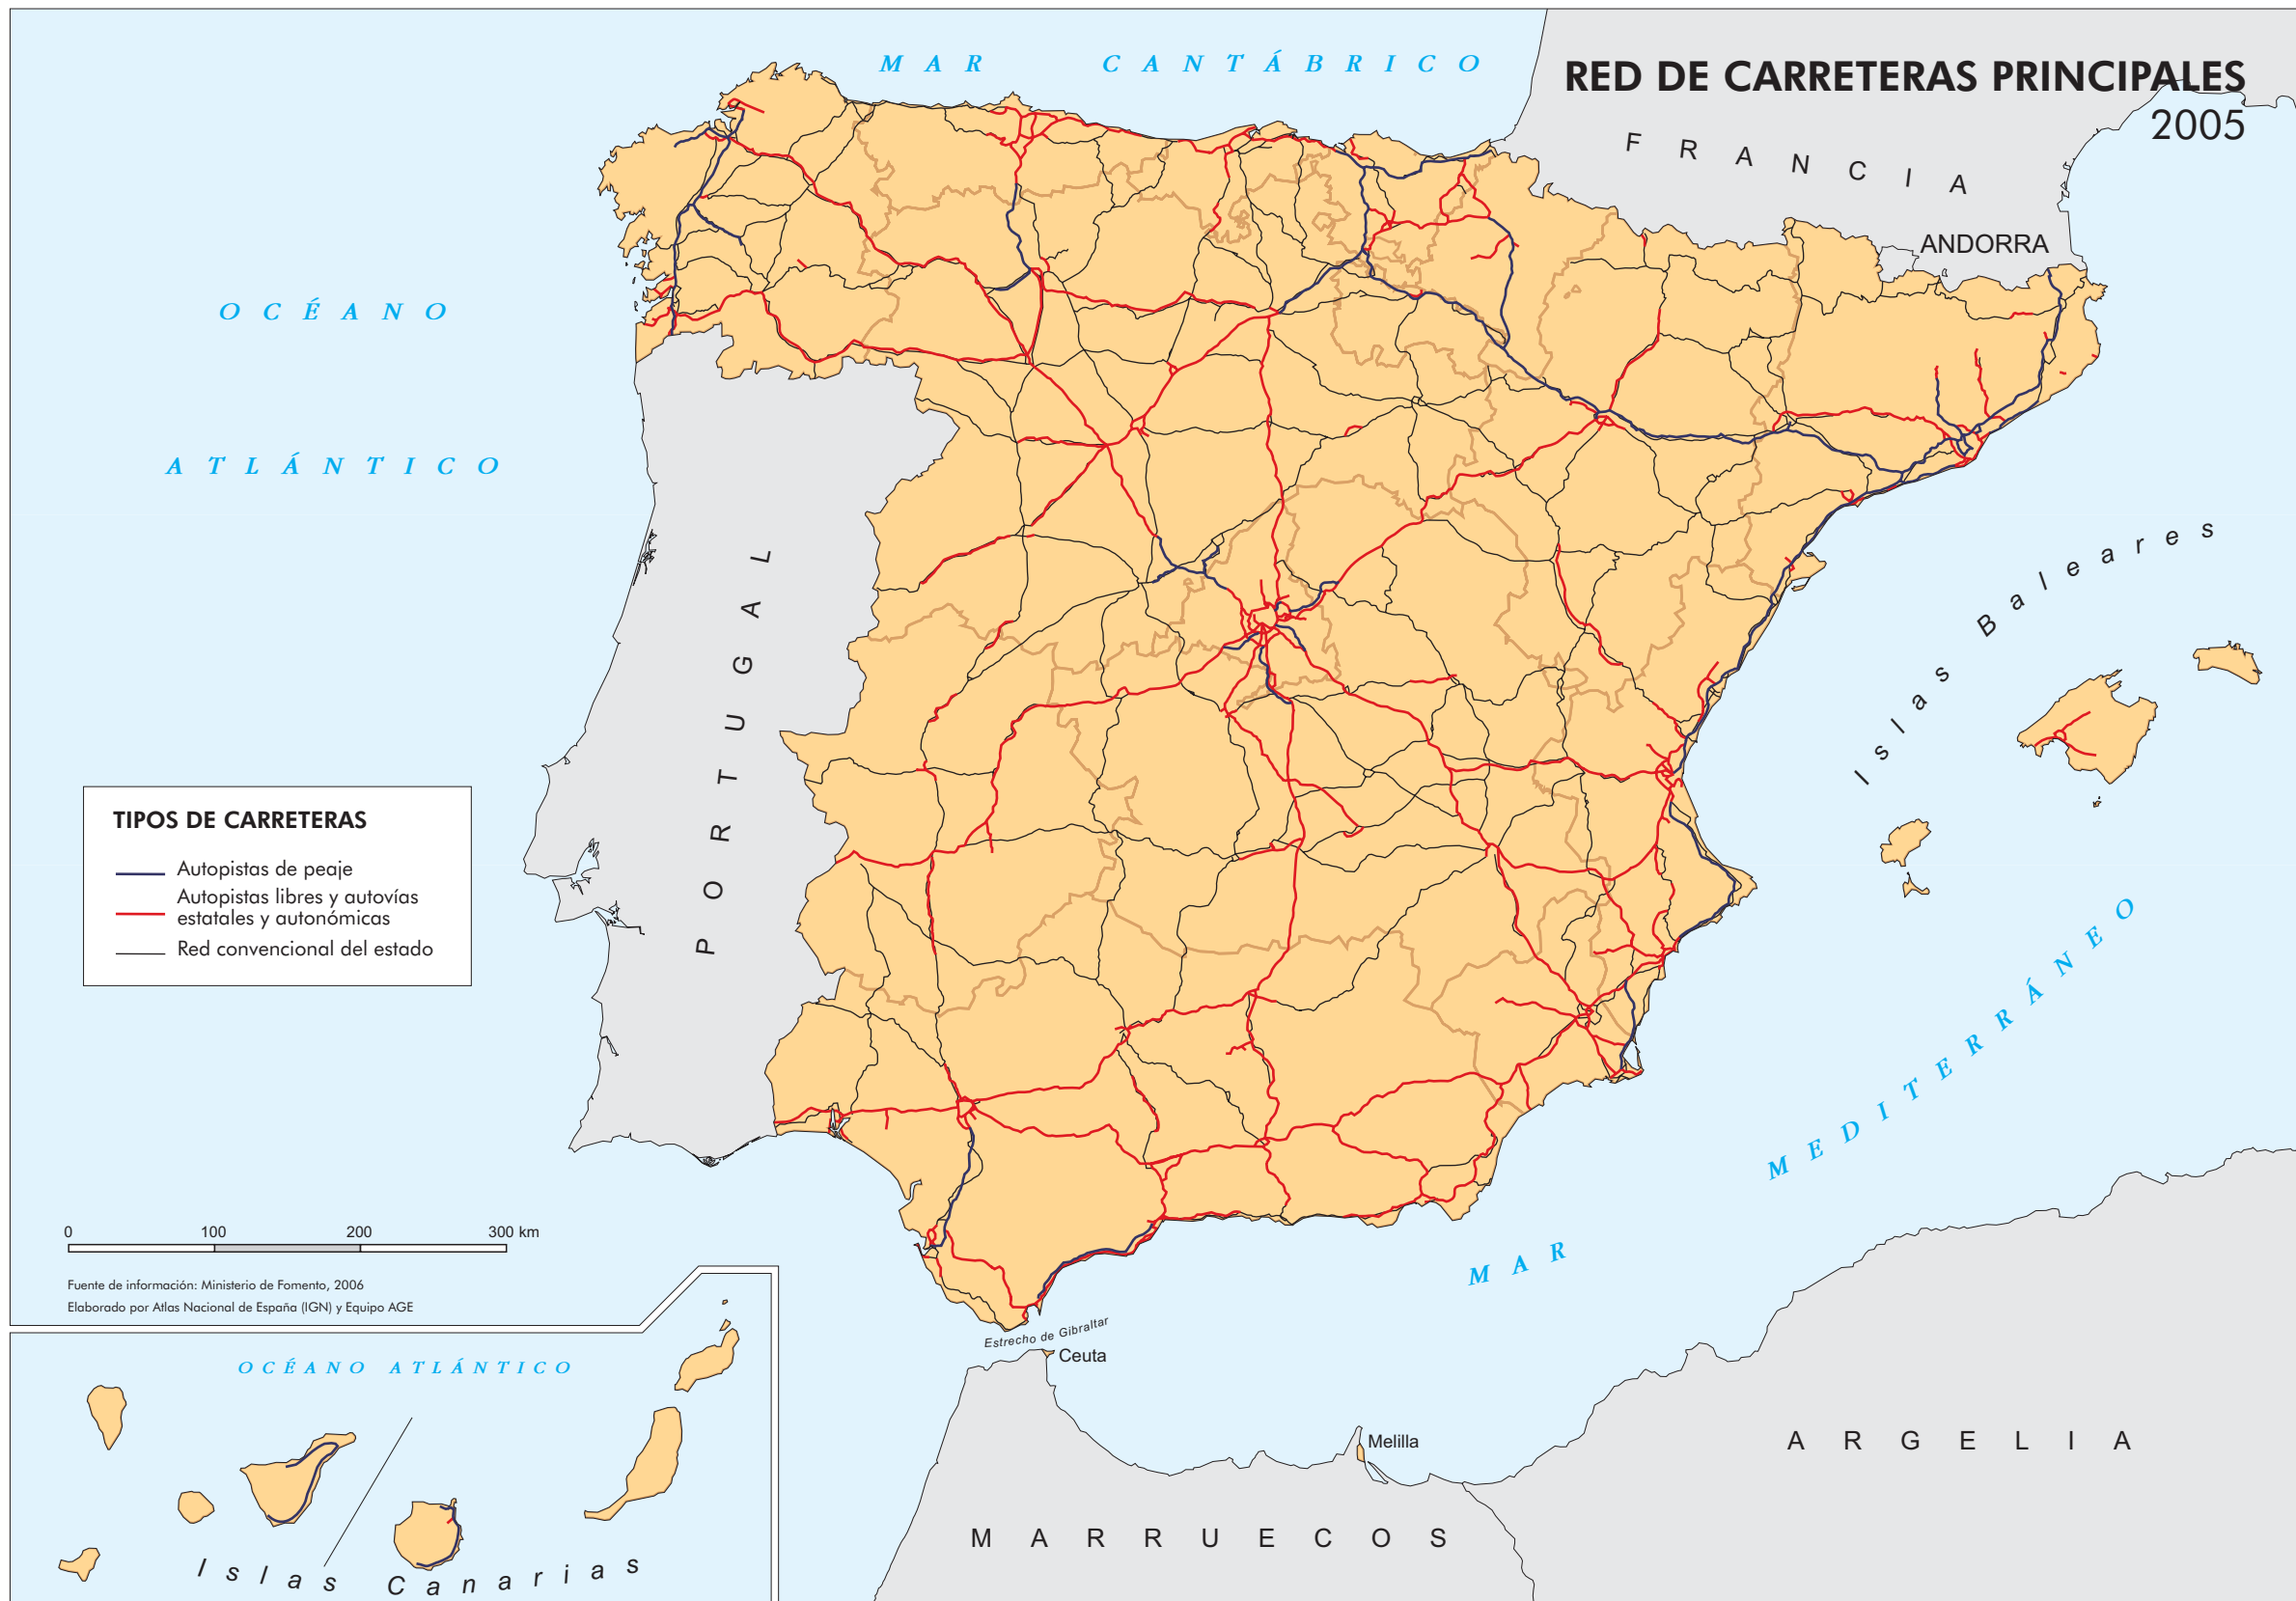 MAR CANTÁBRICO
RED DE CARRETERAS PRINCIPALES
2005
FRANCIA
ANDORRA
OCÉANO
ATLÁNTICO
PORTUGAL
Islas Baleares
TIPOS DE CARRETERAS
Autopistas de peaje
Autopistas libres y autovías
estatales y autonómicas
Red convencional del estado
MAR MEDITERRÁNEO
0 100 200 300 km
Fuente de información: Ministerio de Fomento, 2006
Elaborado por Atlas Nacional de España (IGN) y Equipo AGE
Estrecho de Gibraltar
Ceuta
OCÉANO ATLÁNTICO
Melilla
ARGELIA
MARRUECOS
Islas Canarias